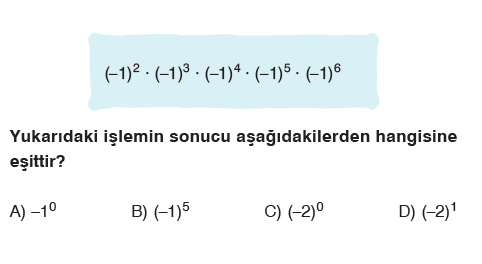 (–1)² · (–1)³ · (–1)⁴ · (–1)⁵ · (–1)⁶
Yukarıdaki işlemin sonucu aşağıdakilerden hangisine
eşittir?
A) –1⁰ B) (–1)⁵ C) (–2)⁰ D) (–2)¹